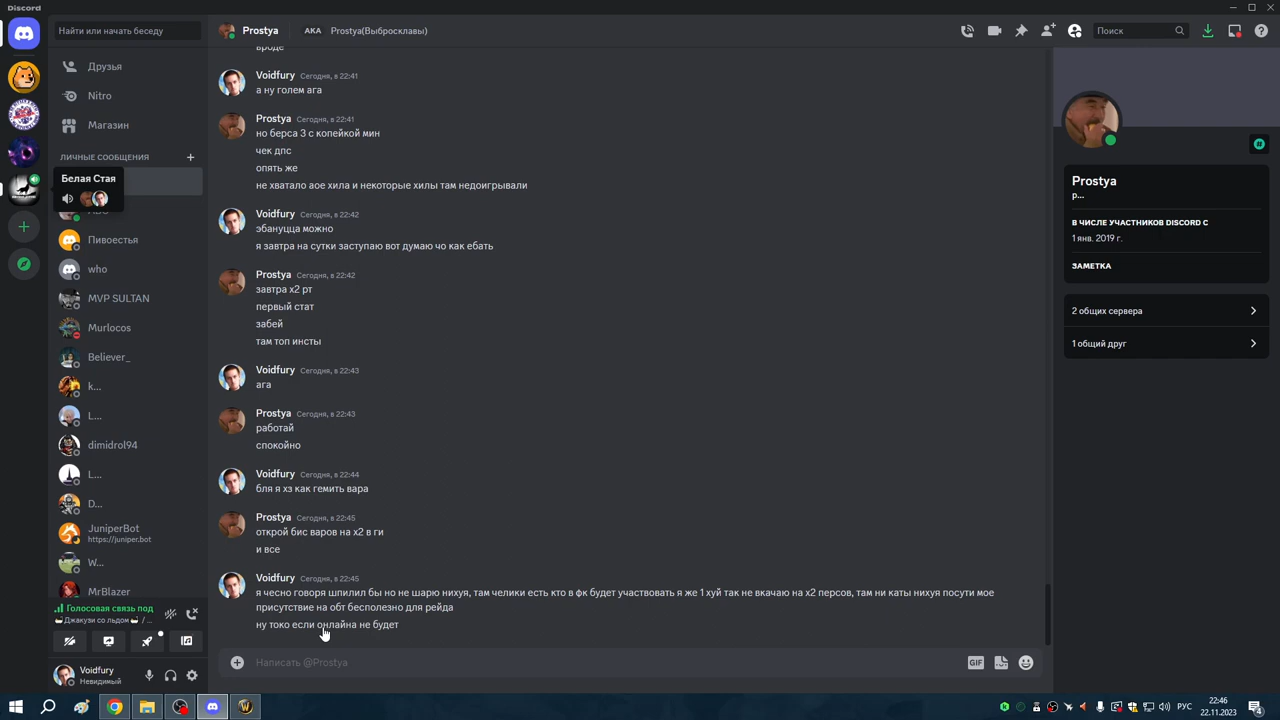 Discord
Найти или начать беседу
Prostya
AKA
Prostya(Выбросклавы)
Поиск
Друзья
Nitro
Магазин
ЛИЧНЫЕ СООБЩЕНИЯ
Белая Стая
Пивоестья
who
MVP SULTAN
Murlocos
Believer_
k...
L...
dimidrol94
L...
D...
JuniperBot
https://juniper.bot
W...
MrBlazer
Голосовая связь под
Джакузи со льдом / ...
Voidfury
Невидимый
вроде
Voidfury Сегодня, в 22:41
а ну голем ага
Prostya Сегодня, в 22:41
но берса 3 с копейкой мин
чек дпс
опять же
не хватало аое хила и некоторые хилы там недоигрывали
Voidfury Сегодня, в 22:42
эбануцца можно
я завтра на сутки заступаю вот думаю чо как ебать
Prostya Сегодня, в 22:42
завтра х2 рт
первый стат
забей
там топ инсты
Voidfury Сегодня, в 22:43
ага
Prostya Сегодня, в 22:43
работай
спокойно
Voidfury Сегодня, в 22:44
бля я хз как гемить вара
Prostya Сегодня, в 22:45
открой бис варов на х2 в ги
и все
Voidfury Сегодня, в 22:45
я чесно говоря шпилил бы но не шарю нихуя, там челики есть кто в фк будет участвовать я же 1 хуй так не вкачаю на х2 персов, там ни каты нихуя посути мое
присутствие на обт бесполезно для рейда
ну токо если онлайна не будет
Написать @Prostya
GIF
Prostya
p...
В ЧИСЛЕ УЧАСТНИКОВ DISCORD С
1 янв. 2019 г.
ЗАМЕТКА
2 общих сервера
1 общий друг
РУС
22:46
22.11.2023
4